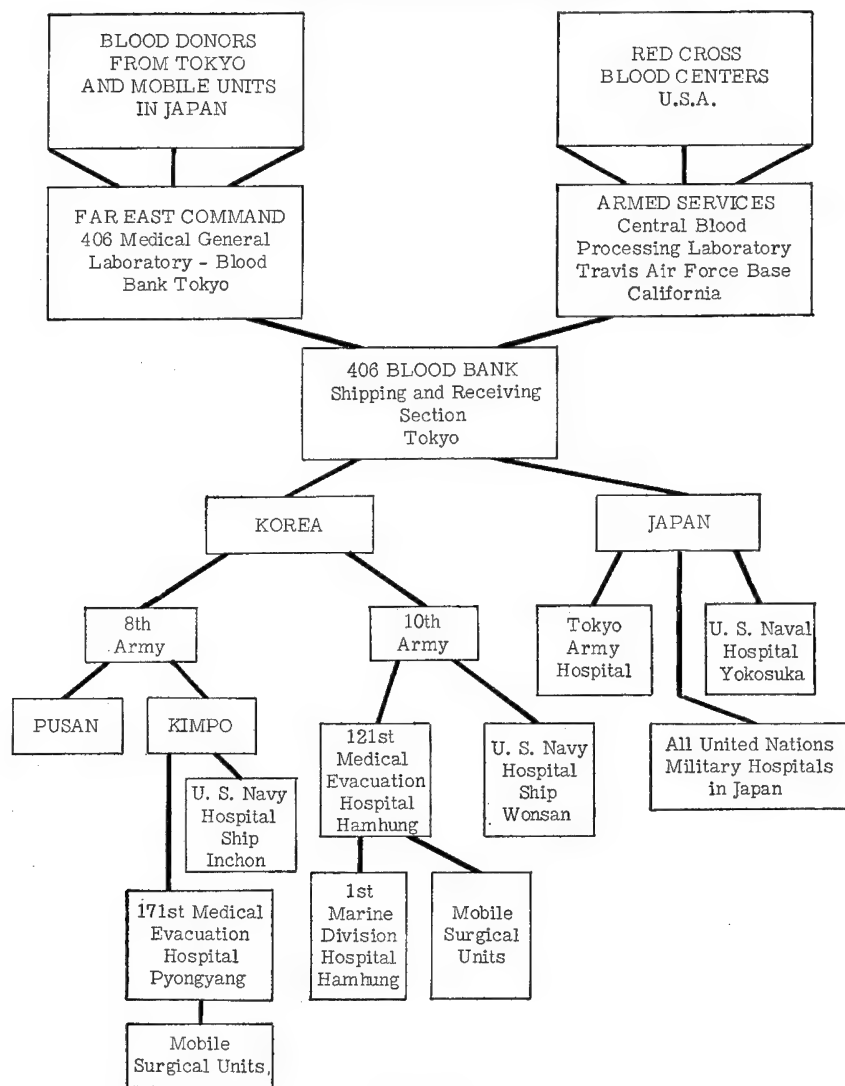 BLOOD DONORS
FROM TOKYO
AND MOBILE UNITS
IN JAPAN
RED CROSS
BLOOD CENTERS
U.S.A.
FAR EAST COMMAND
406 Medical General
Laboratory - Blood
Bank Tokyo
ARMED SERVICES
Central Blood
Processing Laboratory
Travis Air Force Base
California
406 BLOOD BANK
Shipping and Receiving
Section
Tokyo
KOREA
JAPAN
8th
Army
10th
Army
Tokyo
Army
Hospital
U. S. Naval
Hospital
Yokosuka
PUSAN
KIMPO
121st
Medical
Evacuation
Hospital
Hamhung
U. S. Navy
Hospital
Ship
Wonsan
All United Nations
Military Hospitals
in Japan
U. S. Navy
Hospital
Ship
Inchon
171st Medical
Evacuation
Hospital
Pyongyang
1st
Marine
Division
Hospital
Hamhung
Mobile
Surgical
Units
Mobile
Surgical Units,